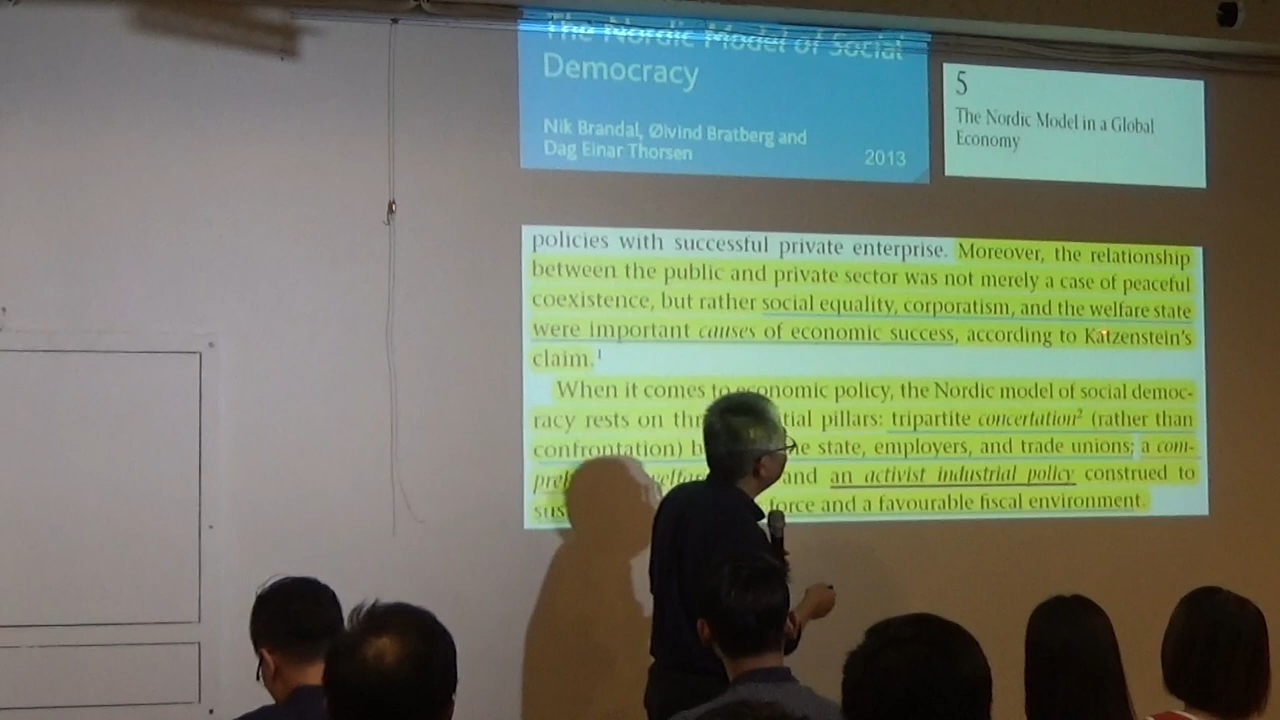 The Nordic Model of Social
Democracy
Nik Brandal, Øivind Bratberg and
Dag Einar Thorsen
2013
5
The Nordic Model in a Global
Economy
policies with successful private enterprise. Moreover, the relationship
between the public and private sector was not merely a case of peaceful
coexistence, but rather social equality, corporatism, and the welfare state
were important causes of economic success, according to Katzenstein's
claim.¹
When it comes to economic policy, the Nordic model of social democ-
racy rests on tial pillars: tripartite concertation² (rather than
confrontation) state, employers, and trade unions; a com-
and an activist industrial policy construed to
force and a favourable fiscal environment.